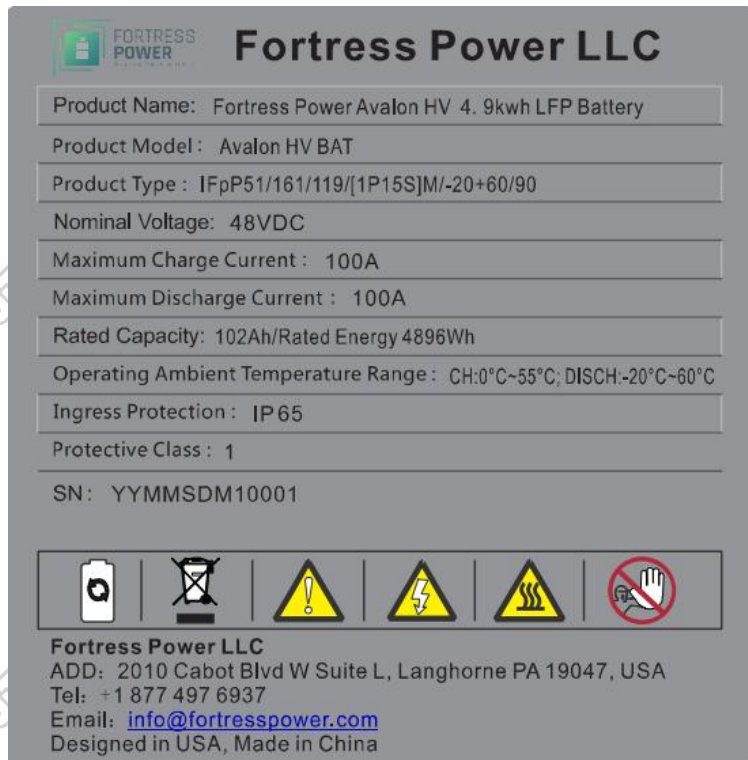 FORTRESS
POWER
Fortress Power LLC
Product Name: Fortress Power Avalon HV 4. 9kwh LFP Battery
Product Model: Avalon HV BAT
Product Type: IFpP51/161/119/[1P15S]M/-20+60/90
Nominal Voltage: 48VDC
Maximum Charge Current: 100A
Maximum Discharge Current: 100A
Rated Capacity: 102Ah/Rated Energy 4896Wh
Operating Ambient Temperature Range: CH:0°C~55°C; DISCH:-20°C~60°C
Ingress Protection: IP65
Protective Class: 1
SN: YYMMSDM10001
Fortress Power LLC
ADD: 2010 Cabot Blvd W Suite L, Langhorne PA 19047, USA
Tel: +1 877 497 6937
Email: info@fortresspower.com
Designed in USA, Made in China